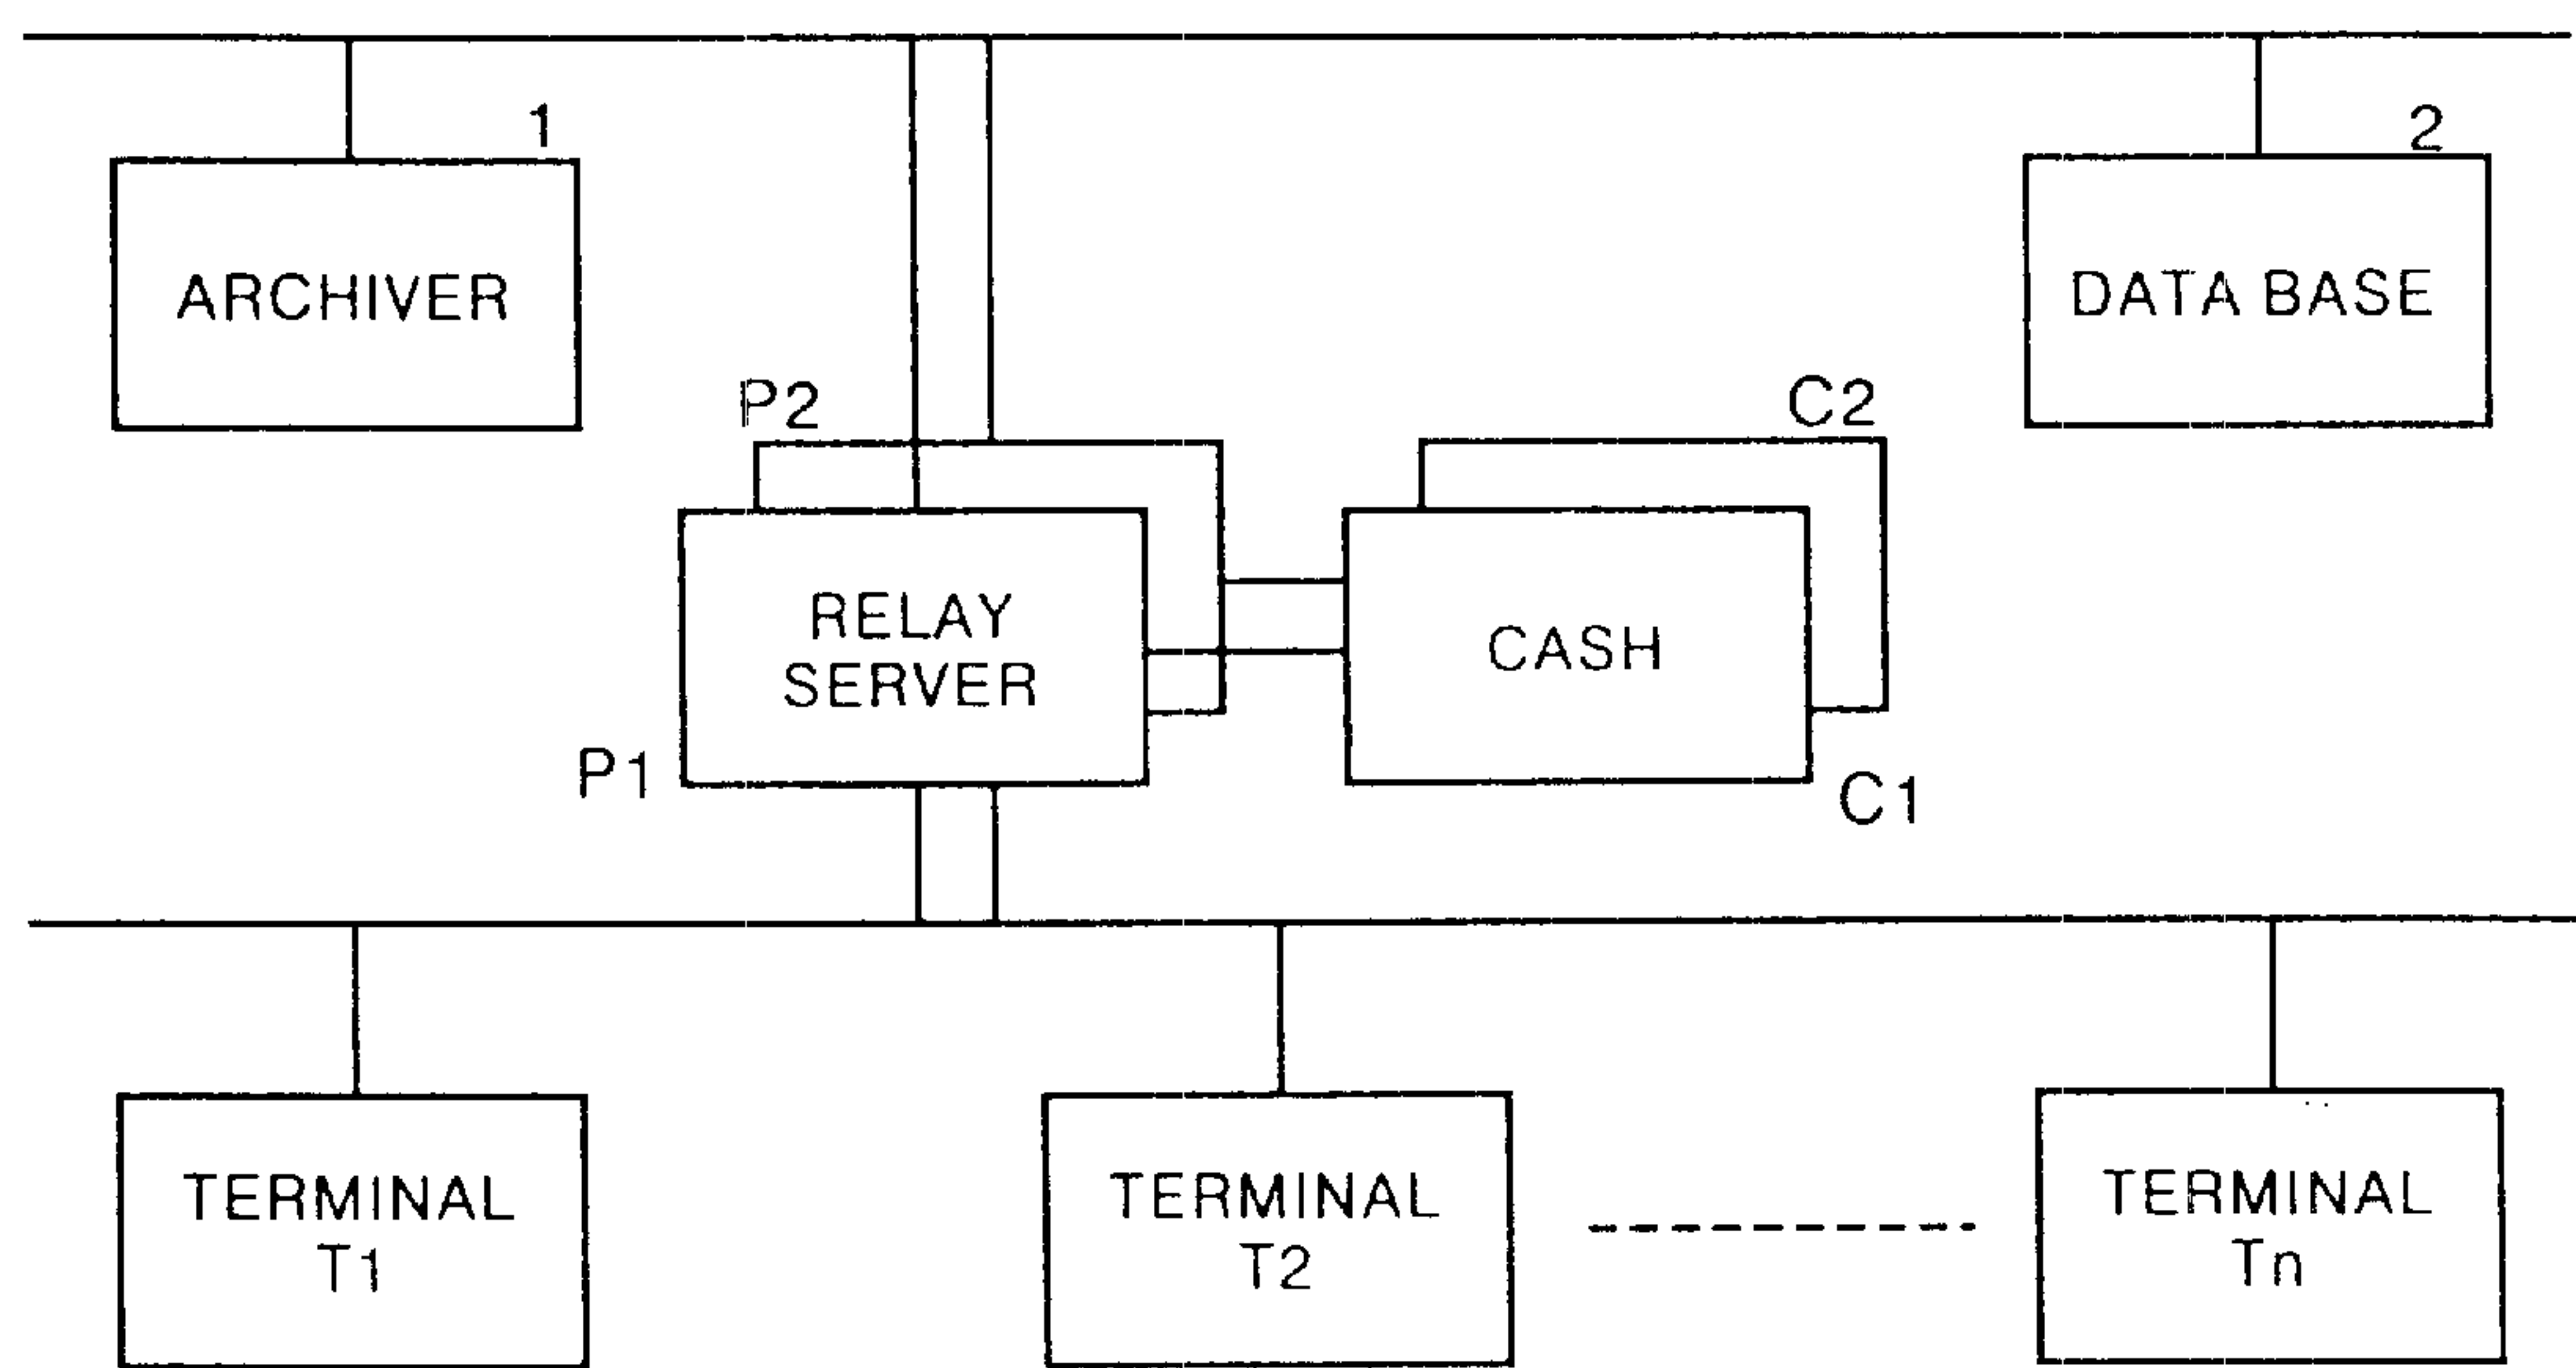 1
2
ARCHIVER
DATA BASE
P2
C2
RELAY
SERVER
CASH
P1
C1
TERMINAL
T1
TERMINAL
T2
TERMINAL
Tn